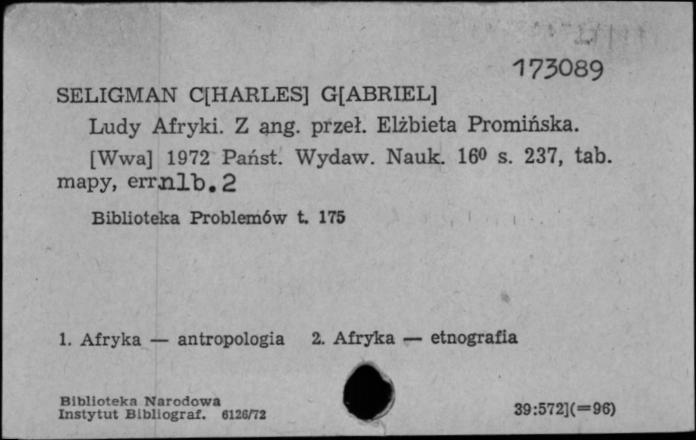 173089
SELIGMAN C[HARLES] G[ABRIEL]
Ludy Afryki. Z ang. przeł. Elżbieta Promińska.
[Wwa] 1972 Państ. Wydaw. Nauk. 16⁰ s. 237, tab.
mapy, err.nlb.2
Biblioteka Problemów t. 175
1. Afryka — antropologia 2. Afryka — etnografia
Biblioteka Narodowa
Instytut Bibliograf. 6126/72
39:572](=96)